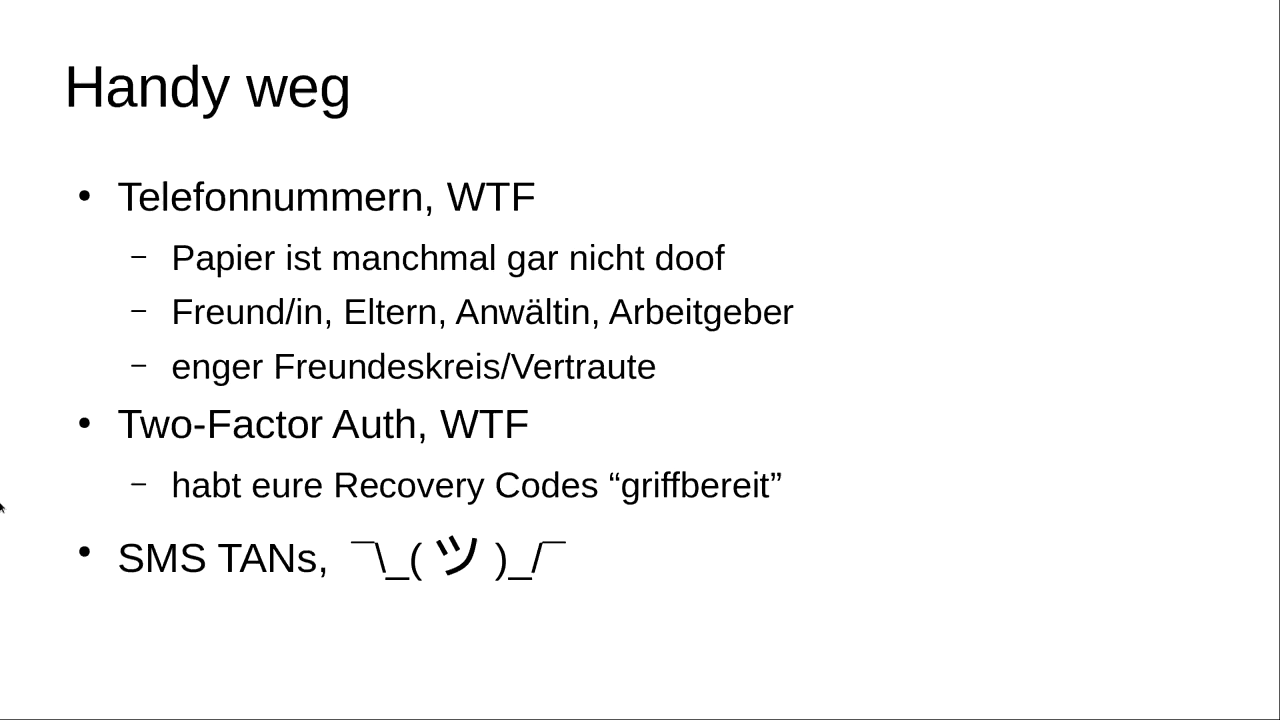 Handy weg
• Telefonnummern, WTF
– Papier ist manchmal gar nicht doof
– Freund/in, Eltern, Anwältin, Arbeitgeber
– enger Freundeskreis/Vertraute
• Two-Factor Auth, WTF
– habt eure Recovery Codes “griffbereit”
• SMS TANs, ¯\_( ツ )_/¯